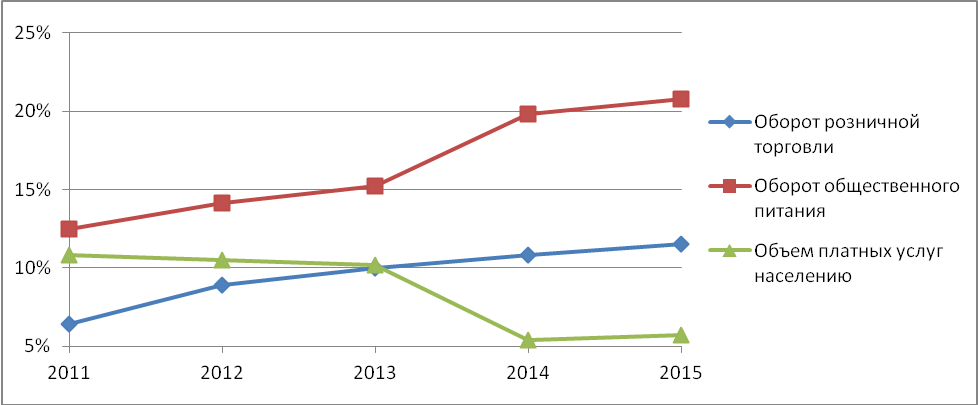 25%
20%
15%
10%
5%
2011 2012 2013 2014 2015
Оборот розничной
торговли
Оборот общественного
питания
Объем платных услуг
населению